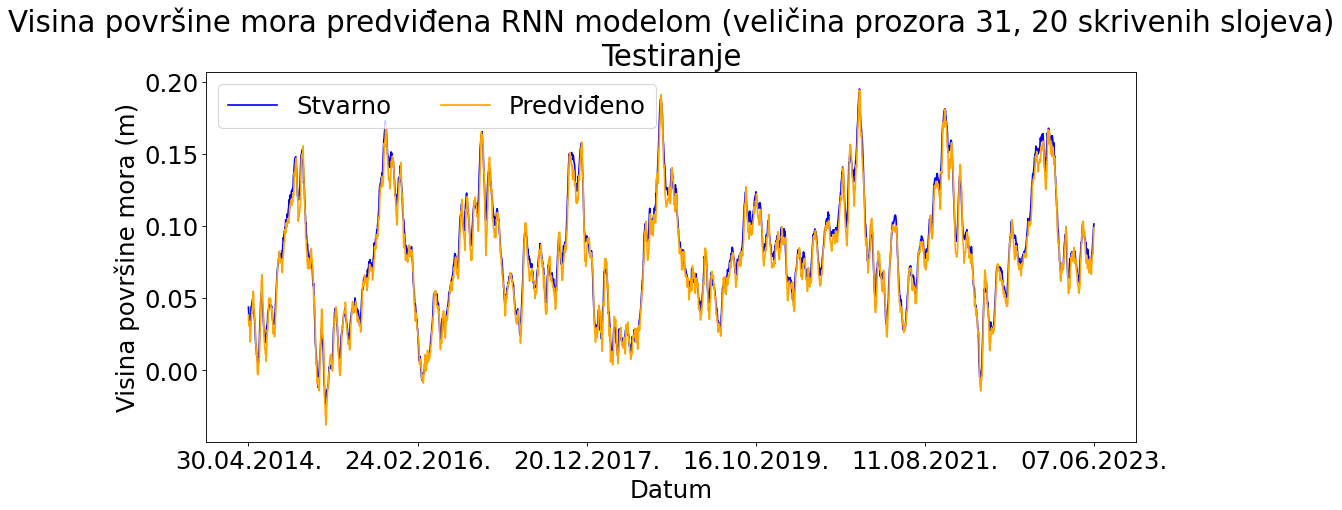 Visina površine mora predviđena RNN modelom (veličina prozora 31, 20 skrivenih slojeva)
Testiranje
Stvarno Predviđeno
Visina površine mora (m)
0.20
0.15
0.10
0.05
0.00
30.04.2014. 24.02.2016. 20.12.2017. 16.10.2019. 11.08.2021. 07.06.2023.
Datum